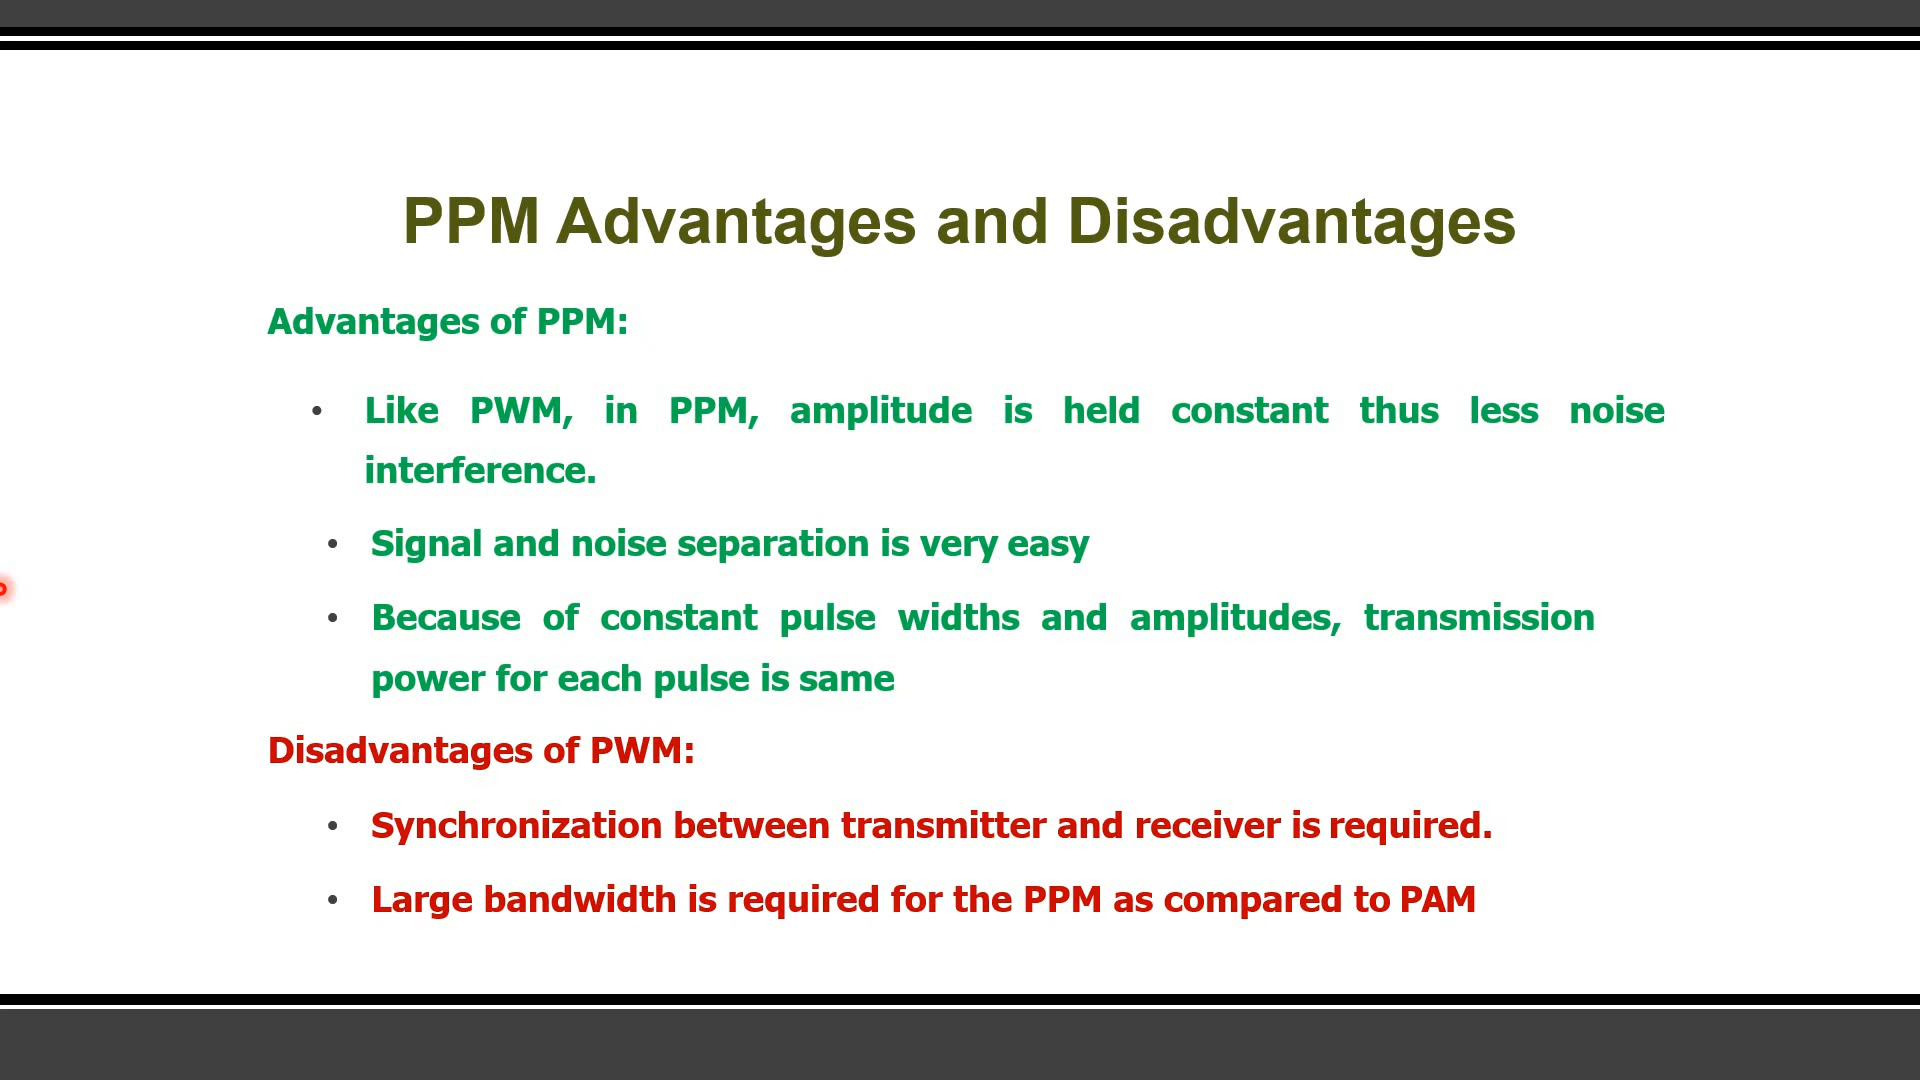 PPM Advantages and Disadvantages
Advantages of PPM:
• Like PWM, in PPM, amplitude is held constant thus less noise
interference.
• Signal and noise separation is very easy
• Because of constant pulse widths and amplitudes, transmission
power for each pulse is same
Disadvantages of PWM:
• Synchronization between transmitter and receiver is required.
• Large bandwidth is required for the PPM as compared to PAM